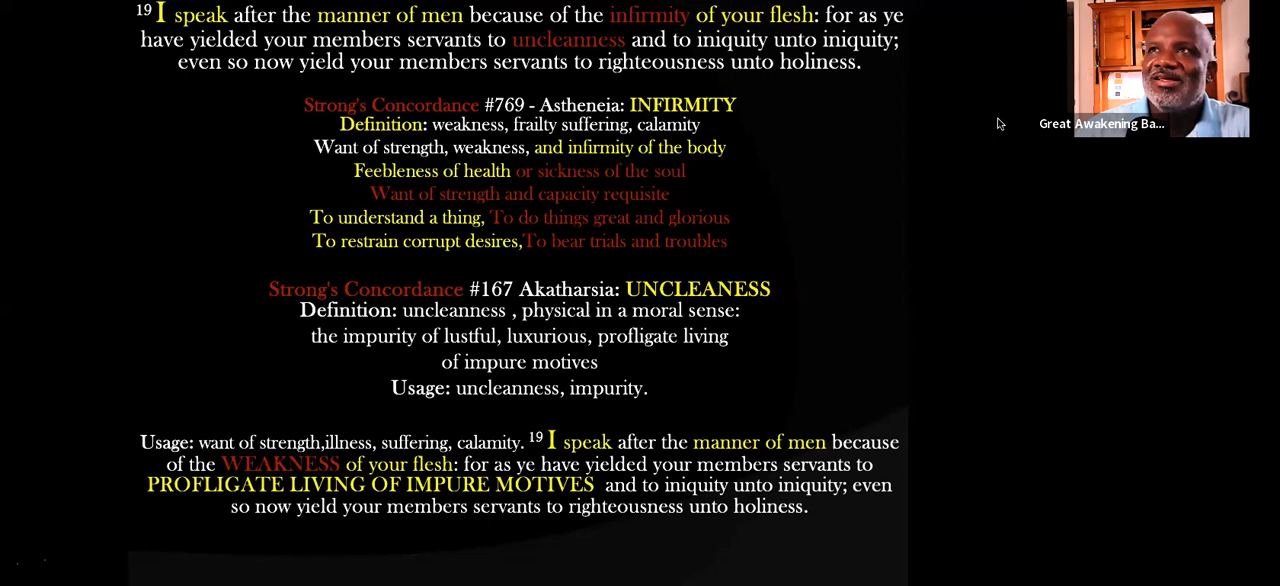 19 I speak after the manner of men because of the infirmity of your flesh: for as ye
have yielded your members servants to uncleanness and to iniquity unto iniquity;
even so now yield your members servants to righteousness unto holiness.
Strong's Concordance #769 - Astheneia: INFIRMITY
Definition: weakness, frailty suffering, calamity
Want of strength, weakness, and infirmity of the body
Feebleness of health or sickness of the soul
Want of strength and capacity requisite
To understand a thing, To do things great and glorious
To restrain corrupt desires,To bear trials and troubles
Strong's Concordance #167 Akatharsia: UNCLEANESS
Definition: uncleanness , physical in a moral sense:
the impurity of lustful, luxurious, profligate living
of impure motives
Usage: uncleanness, impurity.
Usage: want of strength,illness, suffering, calamity. 19 I speak after the manner of men because
of the WEAKNESS of your flesh: for as ye have yielded your members servants to
PROFLIGATE LIVING OF IMPURE MOTIVES and to iniquity unto iniquity; even
so now yield your members servants to righteousness unto holiness.
Great Awakening Ba...